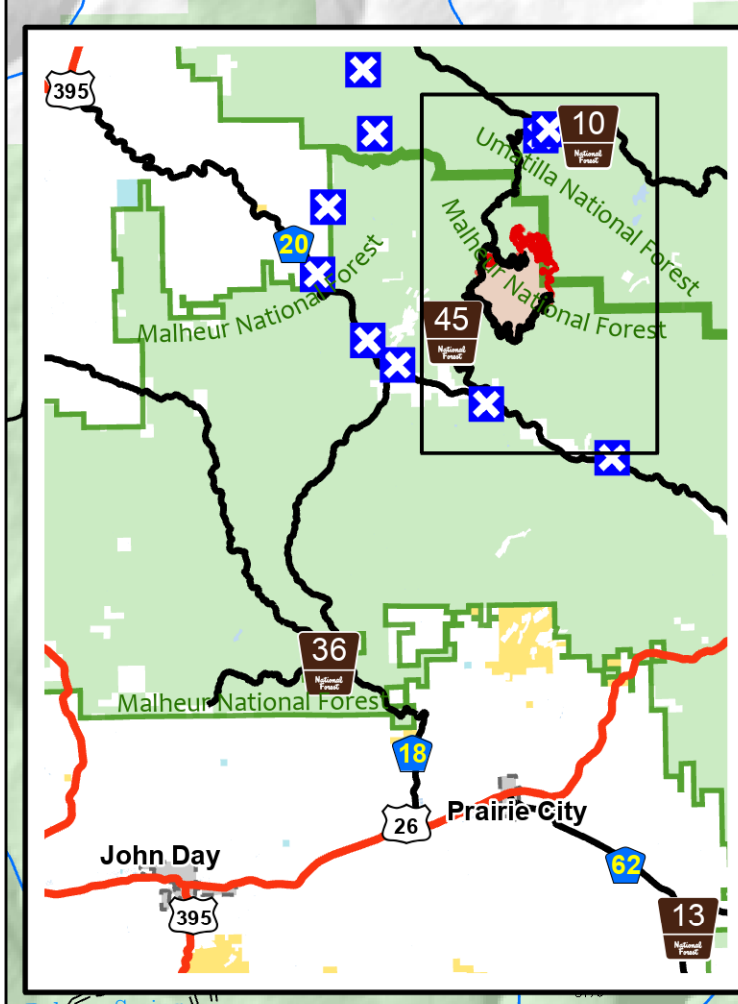 395
10
National
Forest
Umatilla National Forest
Malheur National Forest
20
Malheur National Forest
45
National
Forest
36
National
Forest
Malheur National Forest
18
26
Prairie City
John Day
395
62
13
National
Forest